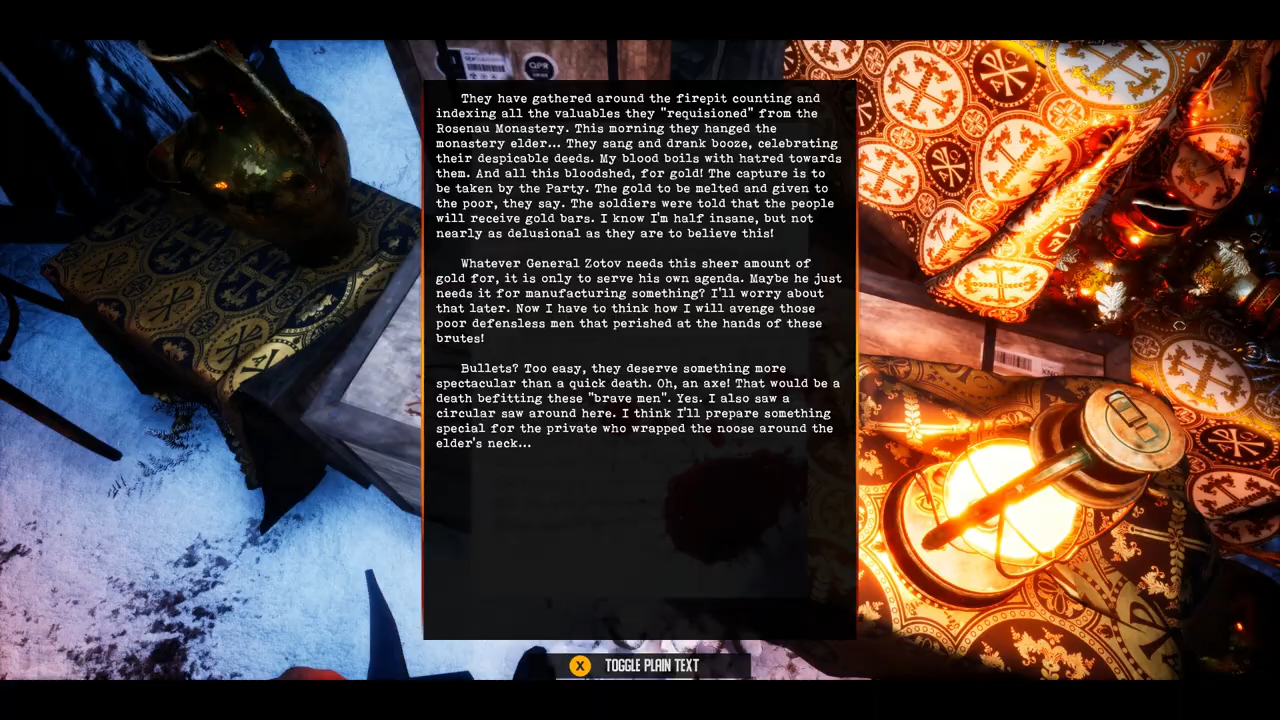 QPR
They have gathered around the firepit counting and
indexing all the valuables they "requisioned" from the
Rosenau Monastery. This morning they hanged the
monastery elder... They sang and drank booze, celebrating
their despicable deeds. My blood boils with hatred towards
them. And all this bloodshed, for gold! The capture is to
be taken by the Party. The gold to be melted and given to
the poor, they say. The soldiers were told that the people
will receive gold bars. I know I'm half insane, but not
nearly as delusional as they are to believe this!
Whatever General Zotov needs this sheer amount of
gold for, it is only to serve his own agenda. Maybe he just
needs it for manufacturing something? I'll worry about
that later. Now I have to think how I will avenge those
poor defensless men that perished at the hands of these
brutes!
Bullets? Too easy, they deserve something more
spectacular than a quick death. Oh, an axe! That would be a
death befitting these "brave men". Yes. I also saw a
circular saw around here. I think I'll prepare something
special for the private who wrapped the noose around the
elder's neck...
X TOGGLE PLAIN TEXT